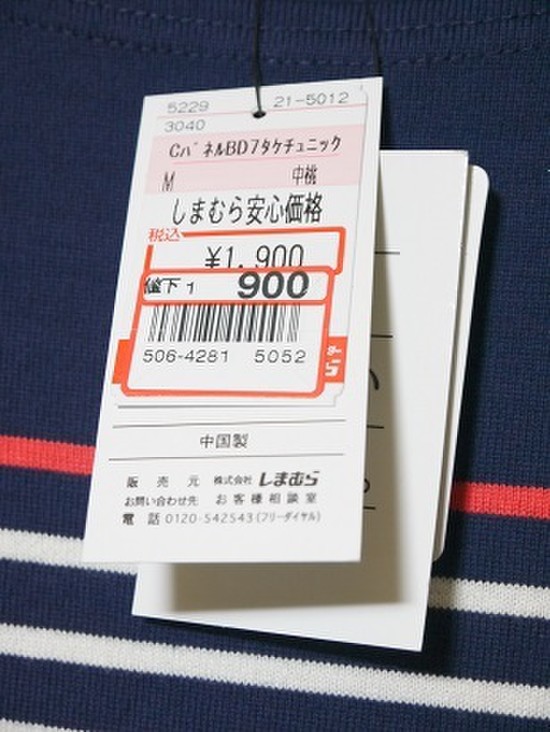 5229 21-5012
3040
CパネルBD7タケチュニック
M 中桃
しまむら安心価格
税込
¥1,900
値下1 900
506-4281 5052
中国製
販売元 株式会社 しまむら
お問い合わせ先 お客様相談室
電話 0120-542543(フリーダイヤル)